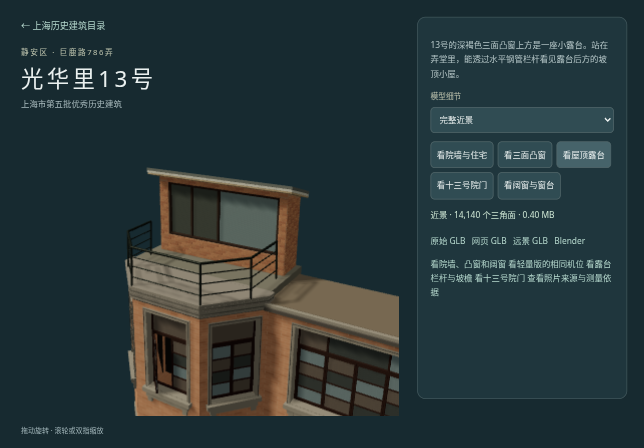 ← 上海历史建筑目录
静安区 · 巨鹿路786弄
光华里13号
上海市第五批优秀历史建筑
拖动旋转 · 滚轮或双指缩放
13号的深褐色三面凸窗上方是一座小露台。站在
弄堂里，能透过水平钢管栏杆看见露台后方的坡
顶小屋。
模型细节
完整近景
看院墙与住宅 看三面凸窗 看屋顶露台
看十三号院门 看阔窗与窗台
近景 · 14,140 个三角面 · 0.40 MB
原始 GLB 网页 GLB 远景 GLB Blender
看院墙、凸窗和阔窗 看轻量版的相同机位 看露台
栏杆与坡檐 看十三号院门 查看照片来源与测量依
据